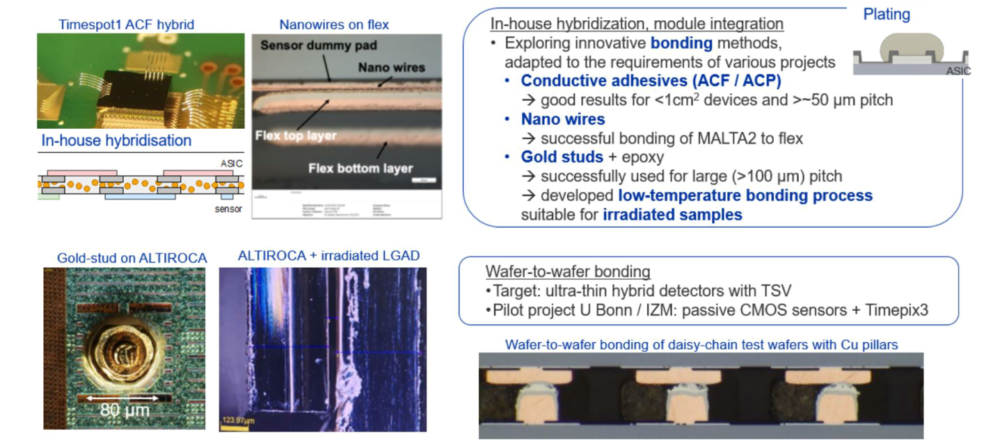 Timespot1 ACF hybrid
Nanowires on flex
Sensor dummy pad
Nano wires
Flex top layer
Flex bottom layer
In-house hybridisation
ASIC
sensor
In-house hybridization, module integration
• Exploring innovative bonding methods,
adapted to the requirements of various projects
• Conductive adhesives (ACF / ACP)
→ good results for <1cm² devices and >~50 µm pitch
• Nano wires
→ successful bonding of MALTA2 to flex
• Gold studs + epoxy
→ successfully used for large (>100 µm) pitch
→ developed low-temperature bonding process
suitable for irradiated samples
Plating
ASIC
Gold-stud on ALTIROCA
80 µm
ALTIROCA + irradiated LGAD
123.97µm
Wafer-to-wafer bonding
•Target: ultra-thin hybrid detectors with TSV
•Pilot project U Bonn / IZM: passive CMOS sensors + Timepix3
Wafer-to-wafer bonding of daisy-chain test wafers with Cu pillars